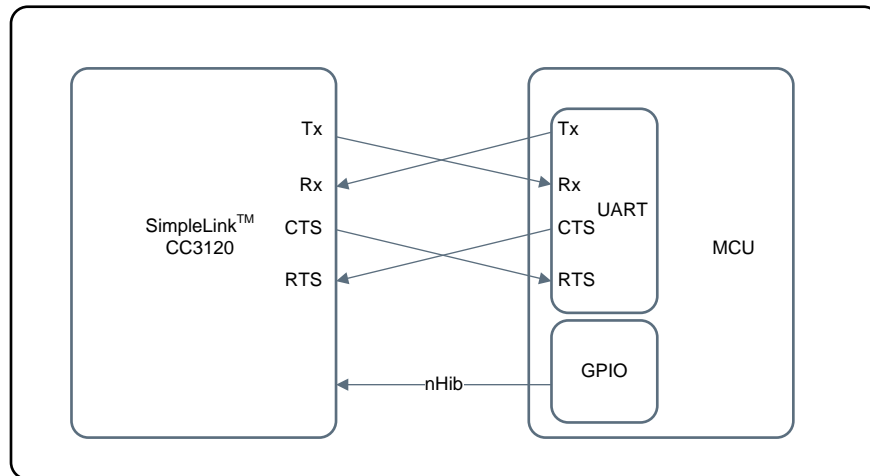 Tx
Rx
CTS
RTS
SimpleLink™
CC3120
nHib
Tx
Rx
UART
CTS
RTS
GPIO
MCU